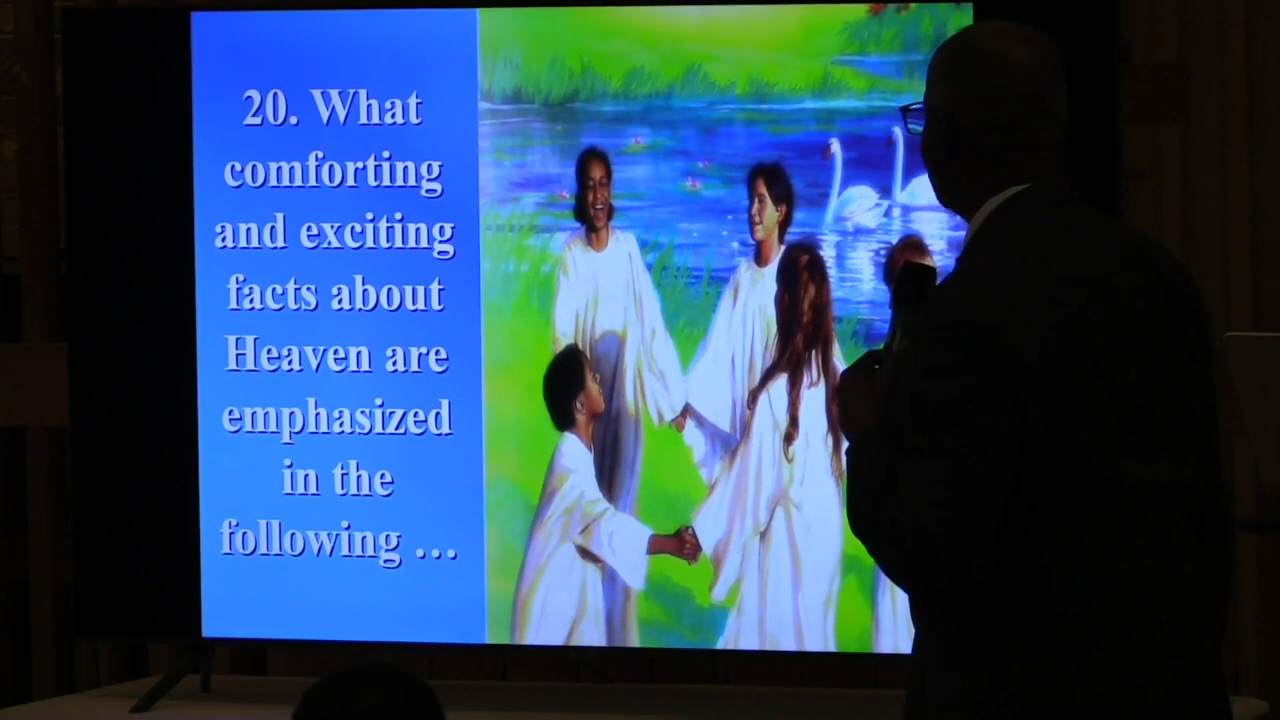 20. What
comforting
and exciting
facts about
Heaven are
emphasized
in the
following ...